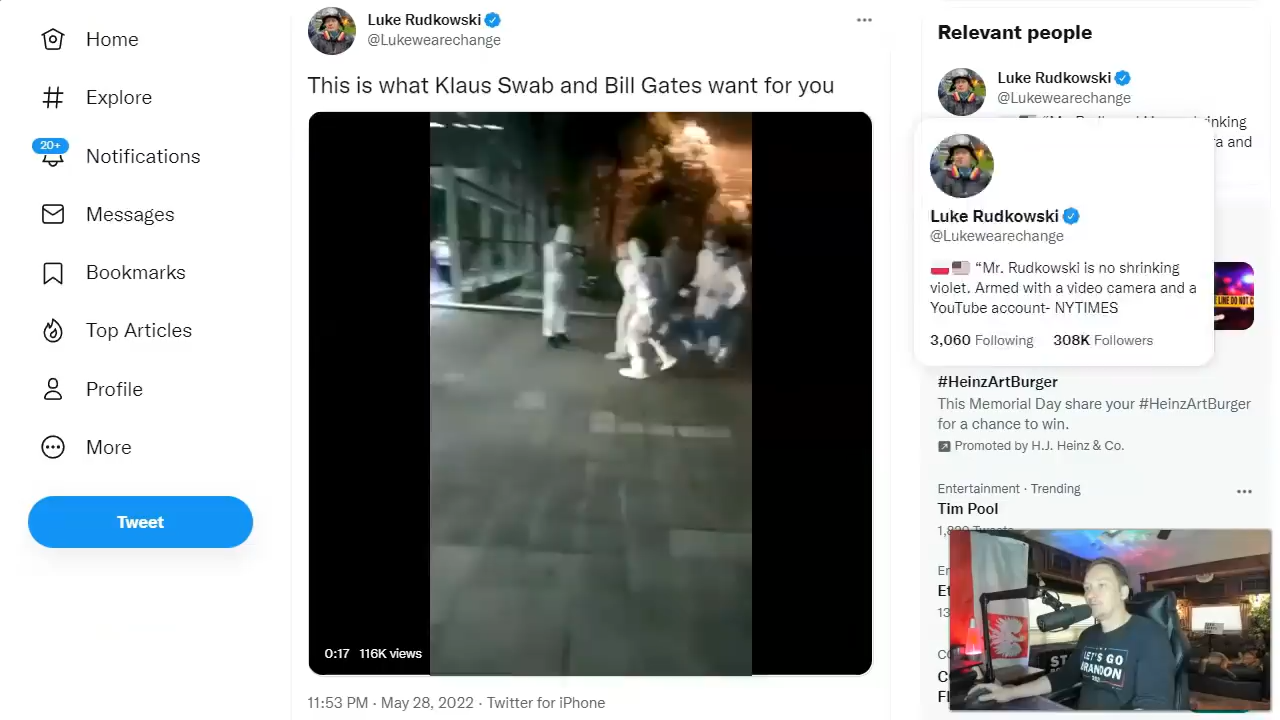 Home
Explore
20+
Notifications
Messages
Bookmarks
Top Articles
Profile
More
Tweet
Luke Rudkowski
@Lukewearechange
This is what Klaus Swab and Bill Gates want for you
0:17 116K views
11:53 PM · May 28, 2022 · Twitter for iPhone
Relevant people
Luke Rudkowski
@Lukewearechange
Luke Rudkowski
@Lukewearechange
“Mr. Rudkowski is no shrinking
violet. Armed with a video camera and a
YouTube account- NYTIMES
3,060 Following 308K Followers
#HeinzArtBurger
This Memorial Day share your #HeinzArtBurger
for a chance to win.
Promoted by H.J. Heinz & Co.
Entertainment · Trending
Tim Pool
LET'S GO
BRANDON